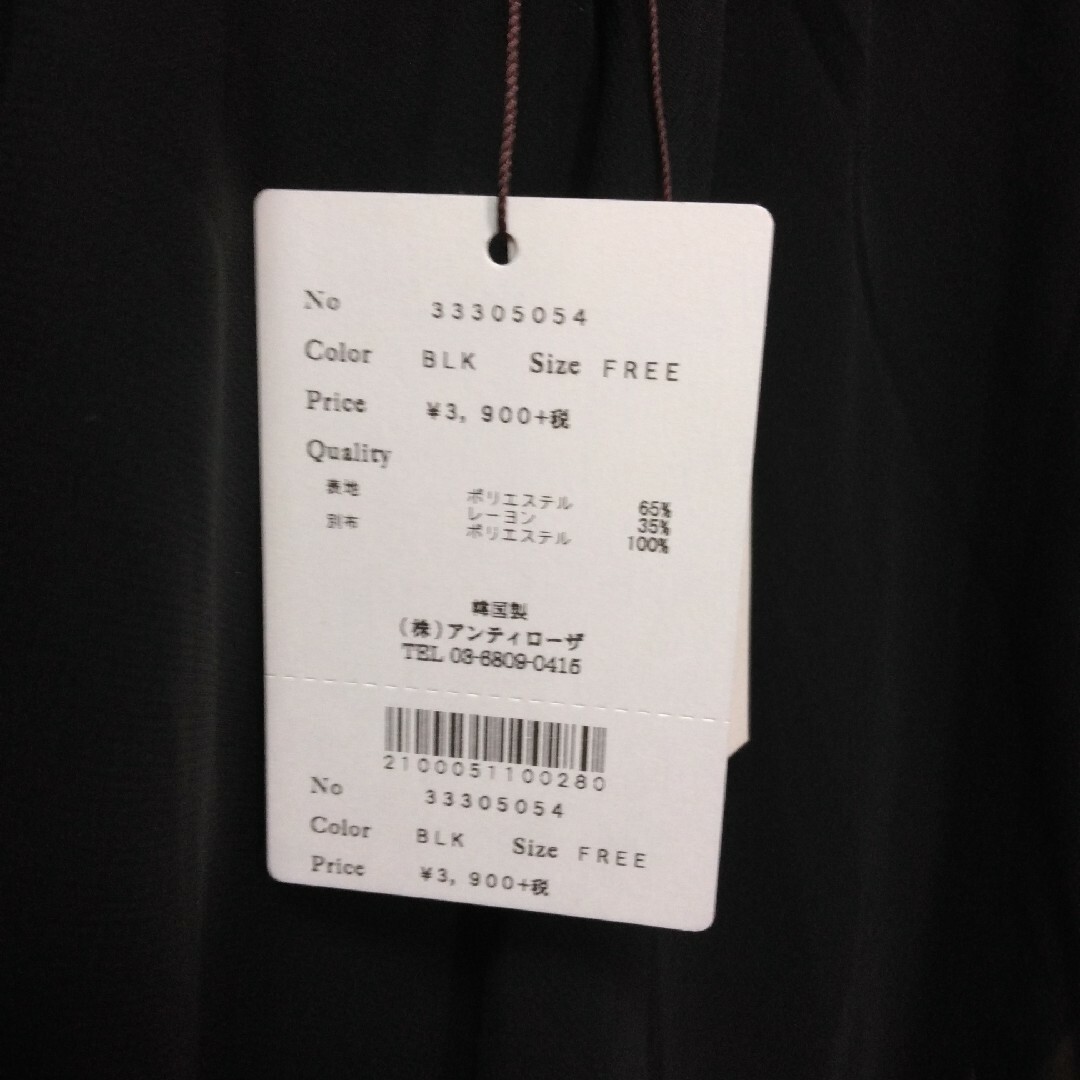 No 33305054
Color BLK Size FREE
Price ¥3, 900+税
Quality
表地 ポリエステル 65%
レーヨン 35%
別布 ポリエステル 100%
韓国製
(株)アンティローザ
TEL 03-6809-0415
2100051100280
No 33305054
Color BLK Size FREE
Price ¥3, 900+税